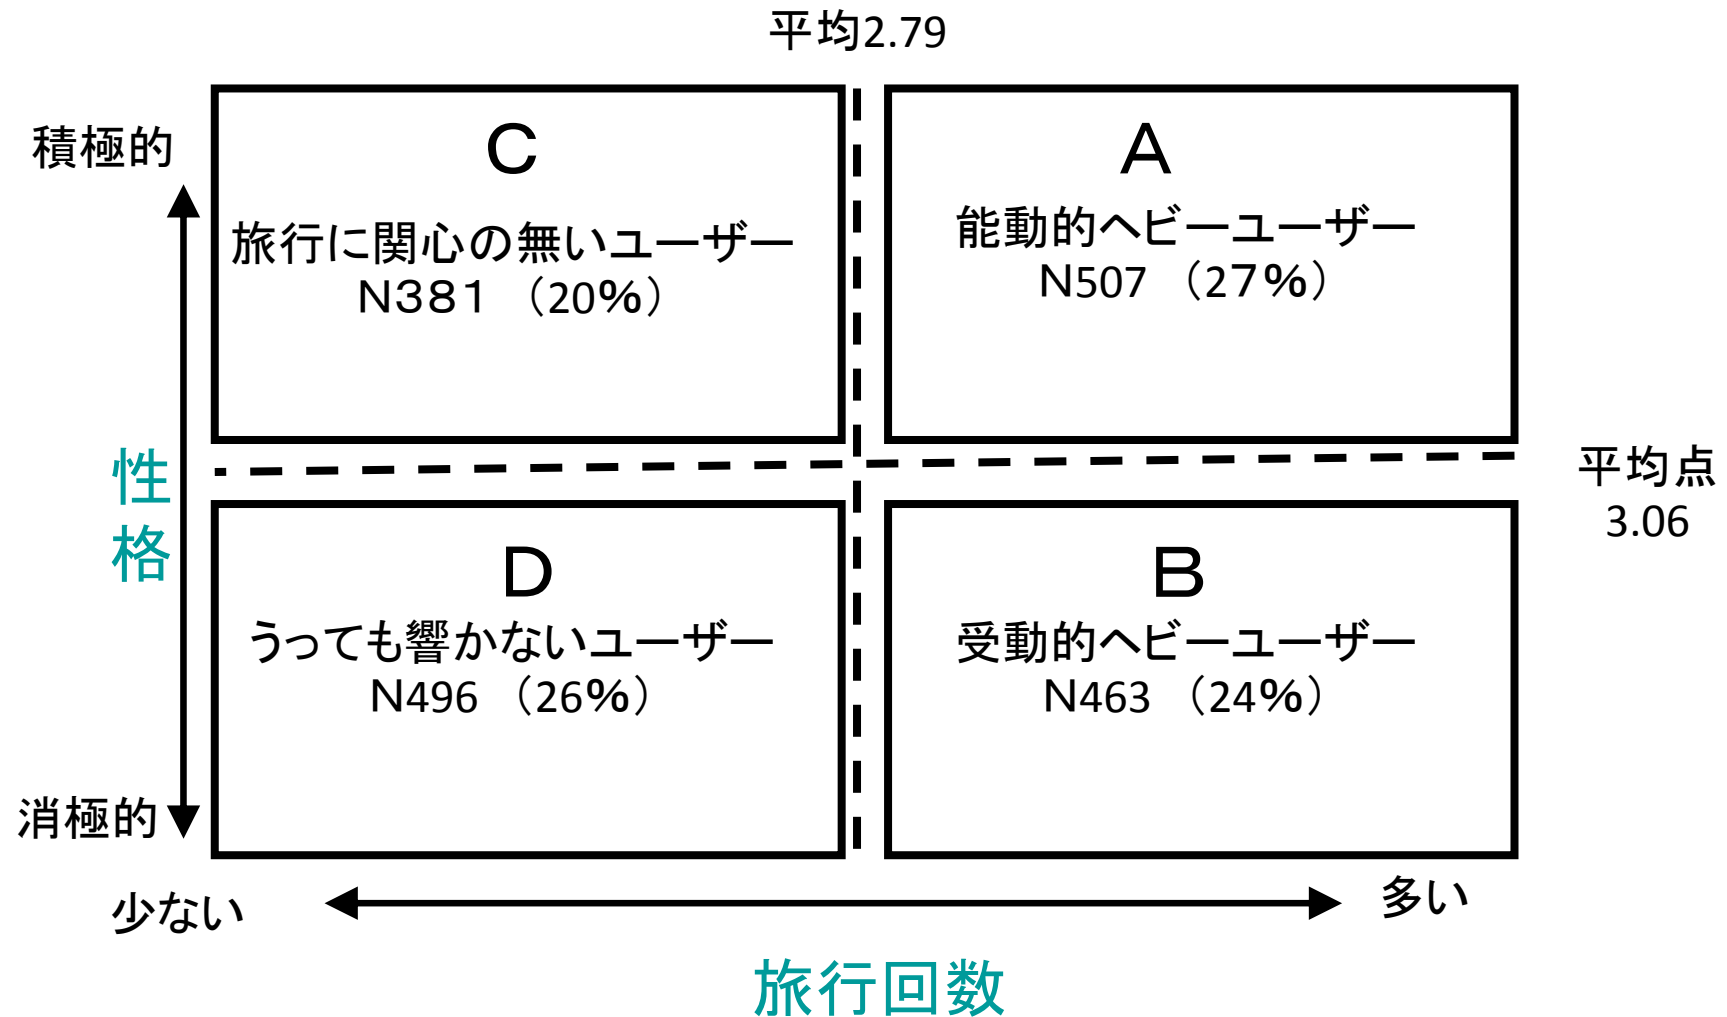 平均2.79
積極的
C
旅行に関心の無いユーザー
N381 （20%）
A
能動的ヘビーユーザー
N507 （27%）
性格
平均点
3.06
D
うっても響かないユーザー
N496 （26%）
B
受動的ヘビーユーザー
N463 （24%）
消極的
少ない
多い
旅行回数